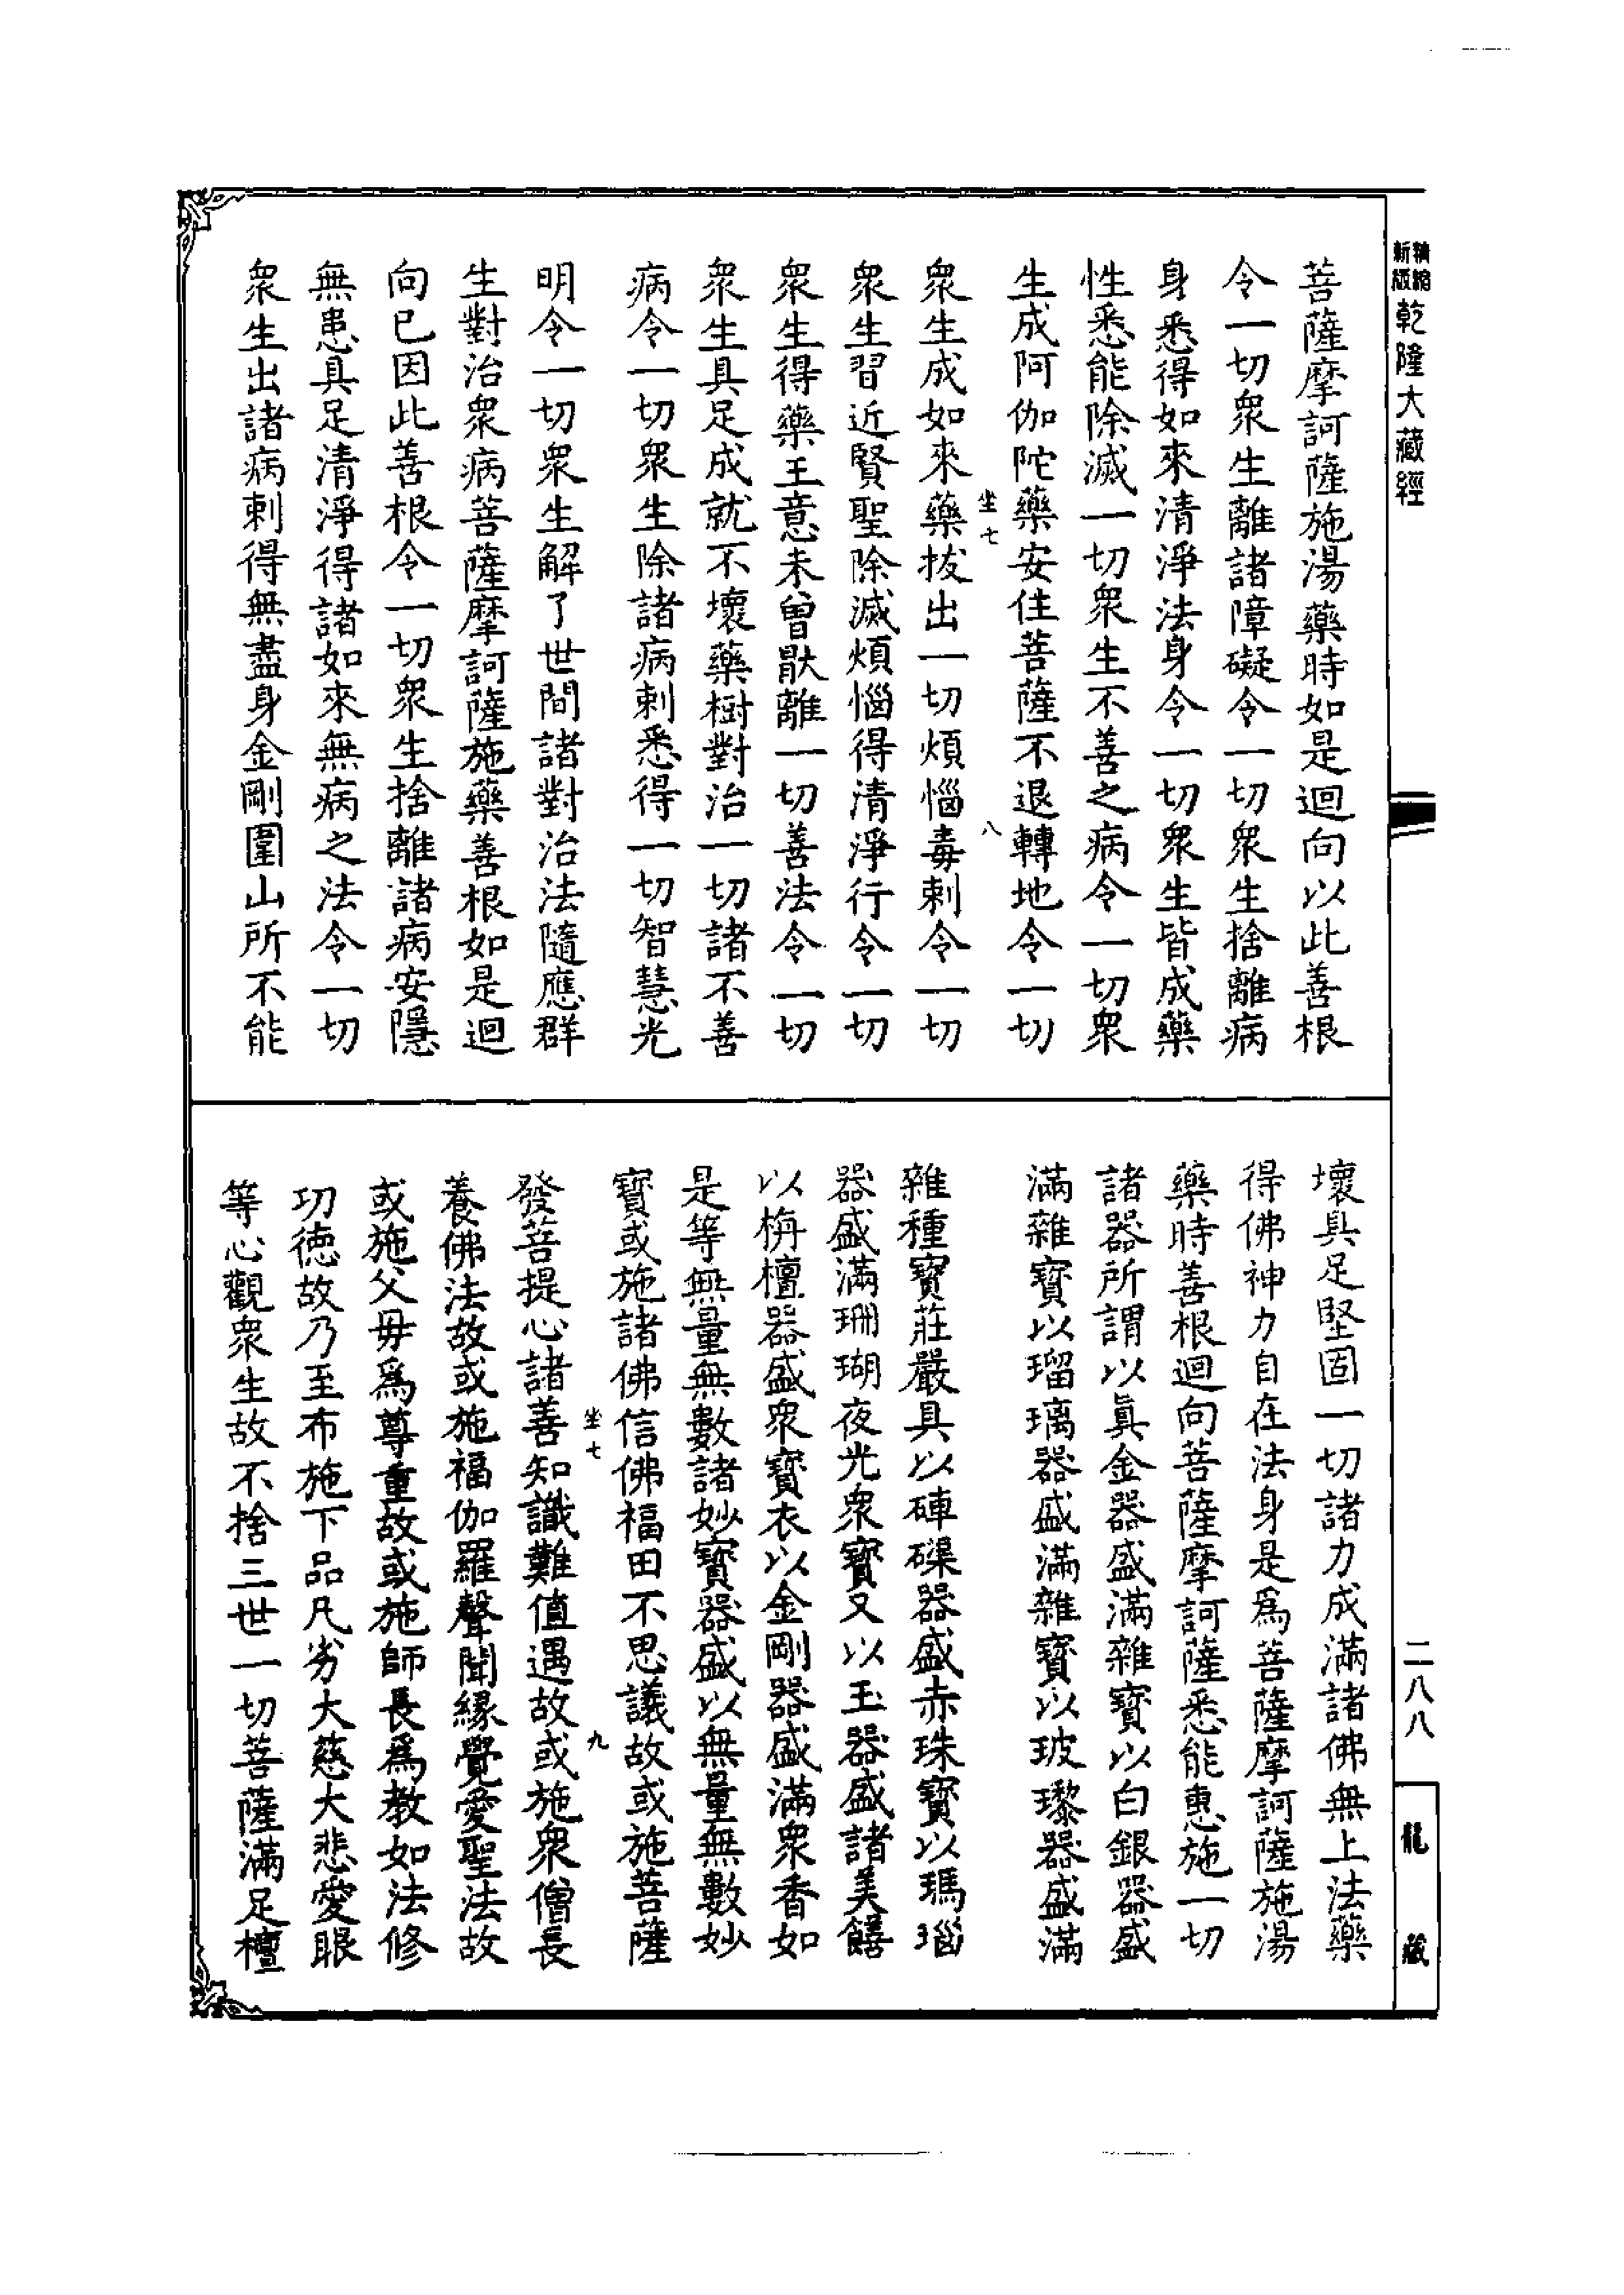 精縮新版乾隆大藏經
菩薩摩訶薩施湯藥時如是迴向以此善根
令一切衆生離諸障礙令一切衆生捨離病
身悉得如來清淨法身令一切衆生皆成藥
性悉能除滅一切衆生不善之病令一切衆
生成阿伽陀藥安住菩薩不退轉地令一切
坐七
八
衆生成如來藥拔出一切煩惱毒刺令一切
衆生習近賢聖除滅煩惱得清淨行令一切
衆生得藥王意未曾猒離一切善法令一切
衆生具足成就不壞藥樹對治一切諸不善
病令一切衆生除諸病刺悉得一切智慧光
明令一切衆生解了世間諸對治法隨應群
生對治衆病菩薩摩訶薩施藥善根如是迴
向已因此善根令一切衆生捨離諸病安隱
無患具足清淨得諸如來無病之法令一切
衆生出諸病刺得無盡身金剛圍山所不能
壞具足堅固一切諸力成滿諸佛無上法藥
得佛神力自在法身是爲菩薩摩訶薩施湯
藥時善根迴向菩薩摩訶薩悉能惠施一切
諸器所謂以眞金器盛滿雜寶以白銀器盛
滿雜寶以瑠璃器盛滿雜寶以玻瓈器盛滿
雜種寶莊嚴具以硨磲器盛赤珠寶以瑪瑙
器盛滿珊瑚夜光衆寶又以玉器盛諸美饍
以栴檀器盛衆寶衣以金剛器盛滿衆香如
是等無量無數諸妙寶器盛以無量無數妙
寶或施諸佛信佛福田不思議故或施菩薩
坐七
九
發菩提心諸善知識難值遇故或施衆僧長
養佛法故或施福伽羅聲聞緣覺愛聖法故
或施父母爲尊重故或施師長爲教如法修
功德故乃至布施下品凡劣大慈大悲愛眼
等心觀衆生故不捨三世一切菩薩滿足檀
二八八
龍藏